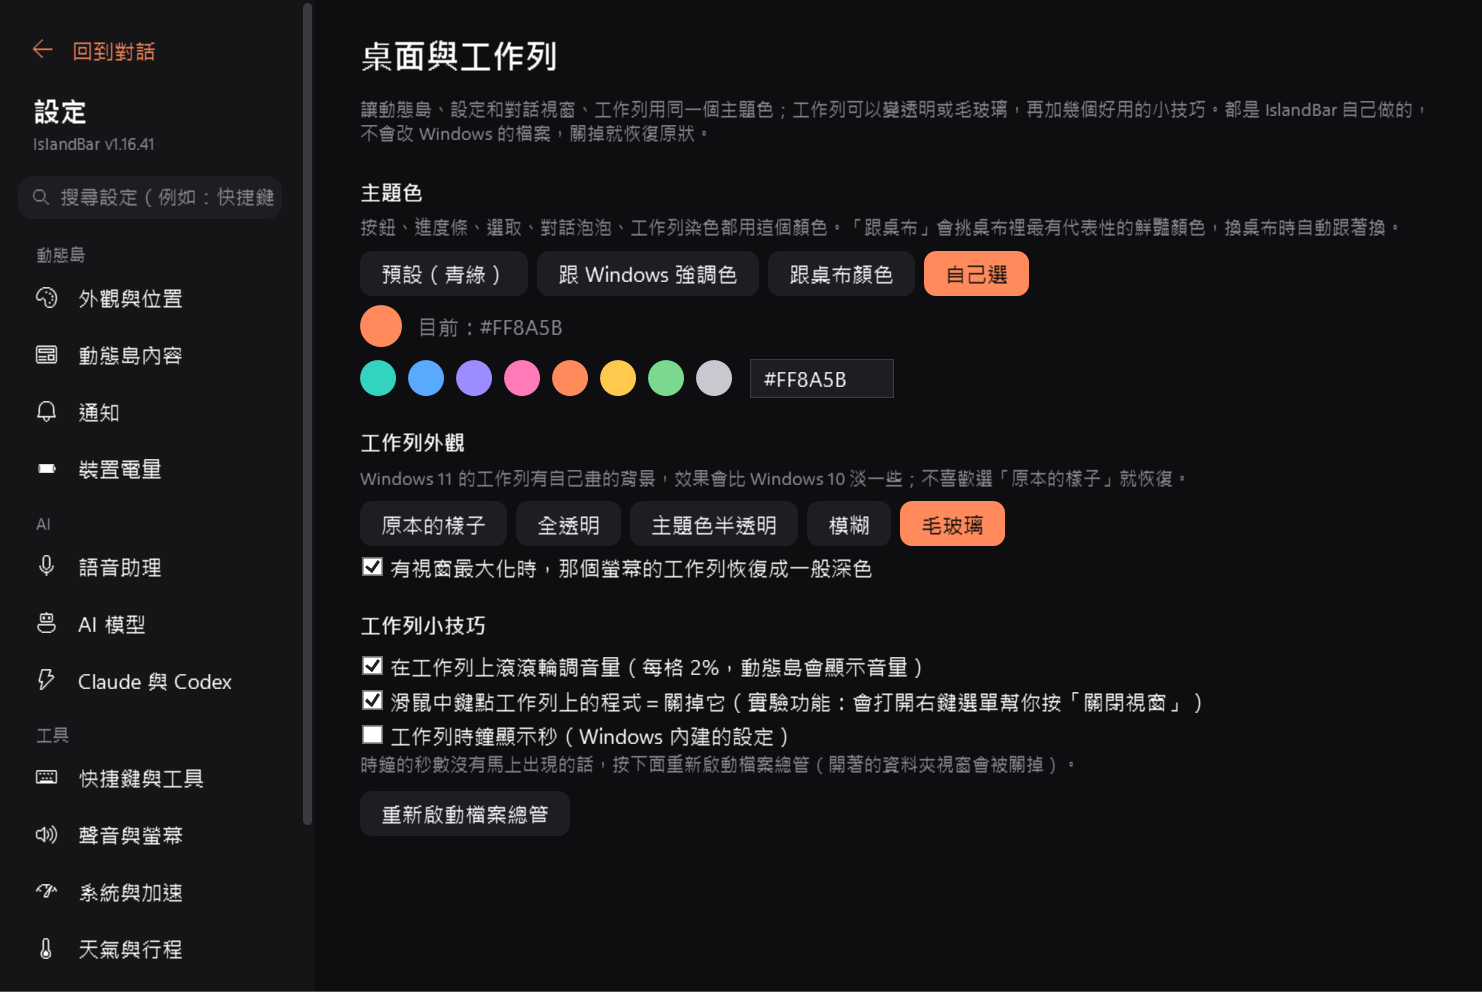 回到對話
設定
IslandBar v1.16.41
搜尋設定（例如：快捷鍵
動態島
外觀與位置
動態島內容
通知
裝置電量
AI
語音助理
AI 模型
Claude 與 Codex
工具
快捷鍵與工具
聲音與螢幕
系統與加速
天氣與行程
桌面與工作列
讓動態島、設定和對話視窗、工作列用同一個主題色；工作列可以變透明或毛玻璃，再加幾個好用的小技巧。都是 IslandBar 自己做的，
不會改 Windows 的檔案，關掉就恢復原狀。
主題色
按鈕、進度條、選取、對話泡泡、工作列染色都用這個顏色。「跟桌布」會挑桌布裡最有代表性的鮮豔顏色，換桌布時自動跟著換。
預設（青綠） 跟 Windows 強調色 跟桌布顏色 自己選
目前：#FF8A5B
#FF8A5B
工作列外觀
Windows 11 的工作列有自己畫的背景，效果會比 Windows 10 淡一些；不喜歡選「原本的樣子」就恢復。
原本的樣子 全透明 主題色半透明 模糊 毛玻璃
有視窗最大化時，那個螢幕的工作列恢復成一般深色
工作列小技巧
在工作列上滾滾輪調音量（每格 2%，動態島會顯示音量）
滑鼠中鍵點工作列上的程式 = 關掉它（實驗功能：會打開右鍵選單幫你按「關閉視窗」）
工作列時鐘顯示秒（Windows 內建的設定）
時鐘的秒數沒有馬上出現的話，按下面重新啟動檔案總管（開著的資料夾視窗會被關掉）。
重新啟動檔案總管